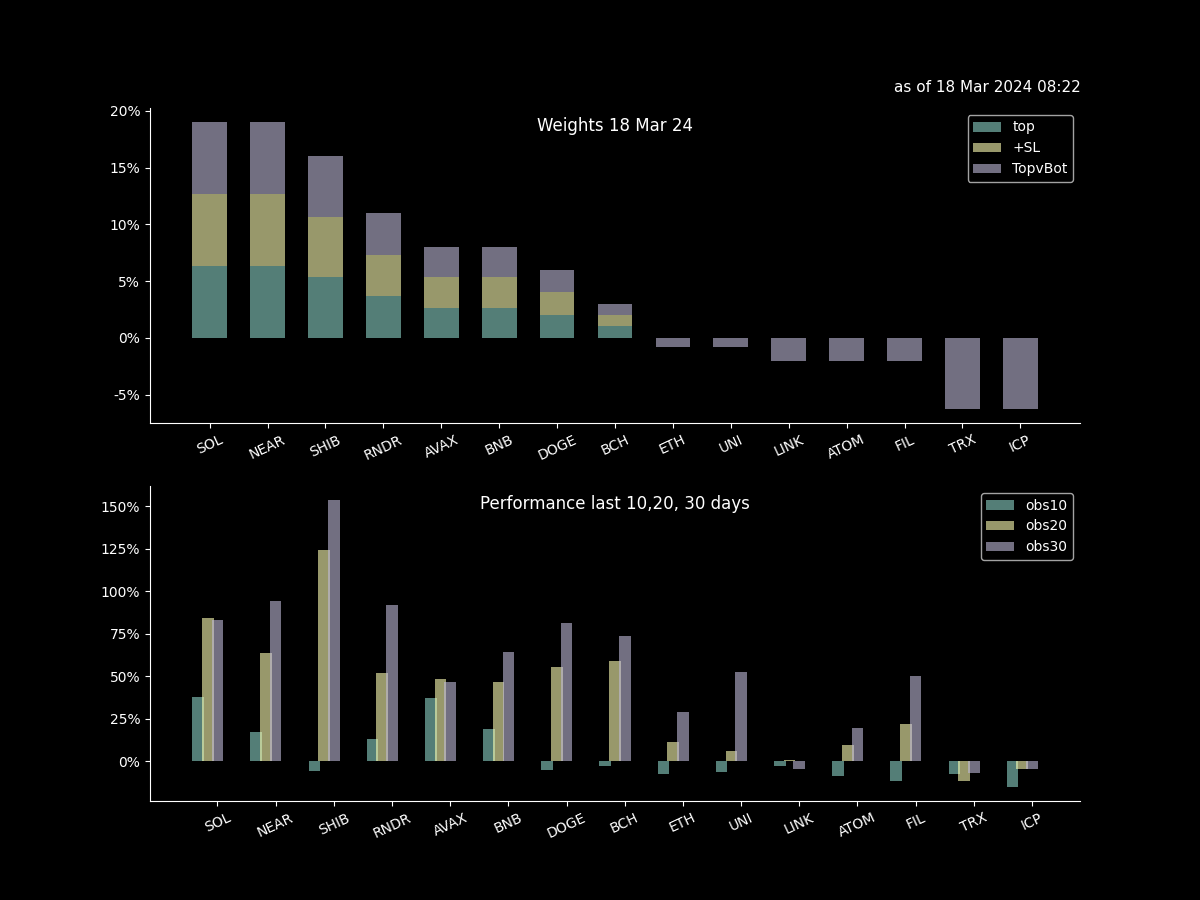 as of 18 Mar 2024 08:22
Weights 18 Mar 24
top
+SL
TopvBot
20%
15%
10%
5%
0%
-5%
SOL NEAR SHIB RNDR AVAX BNB DOGE BCH ETH UNI LINK ATOM FIL TRX ICP
Performance last 10,20, 30 days
obs10
obs20
obs30
150%
125%
100%
75%
50%
25%
0%
SOL NEAR SHIB RNDR AVAX BNB DOGE BCH ETH UNI LINK ATOM FIL TRX ICP